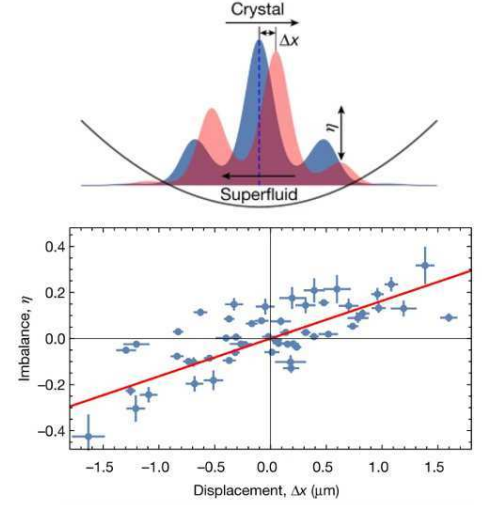 Crystal
Δx
η
Superfluid
0.4
0.2
0.0
−0.2
−0.4
Imbalance, η
−1.5 −1.0 −0.5 0.0 0.5 1.0 1.5
Displacement, Δx (μm)